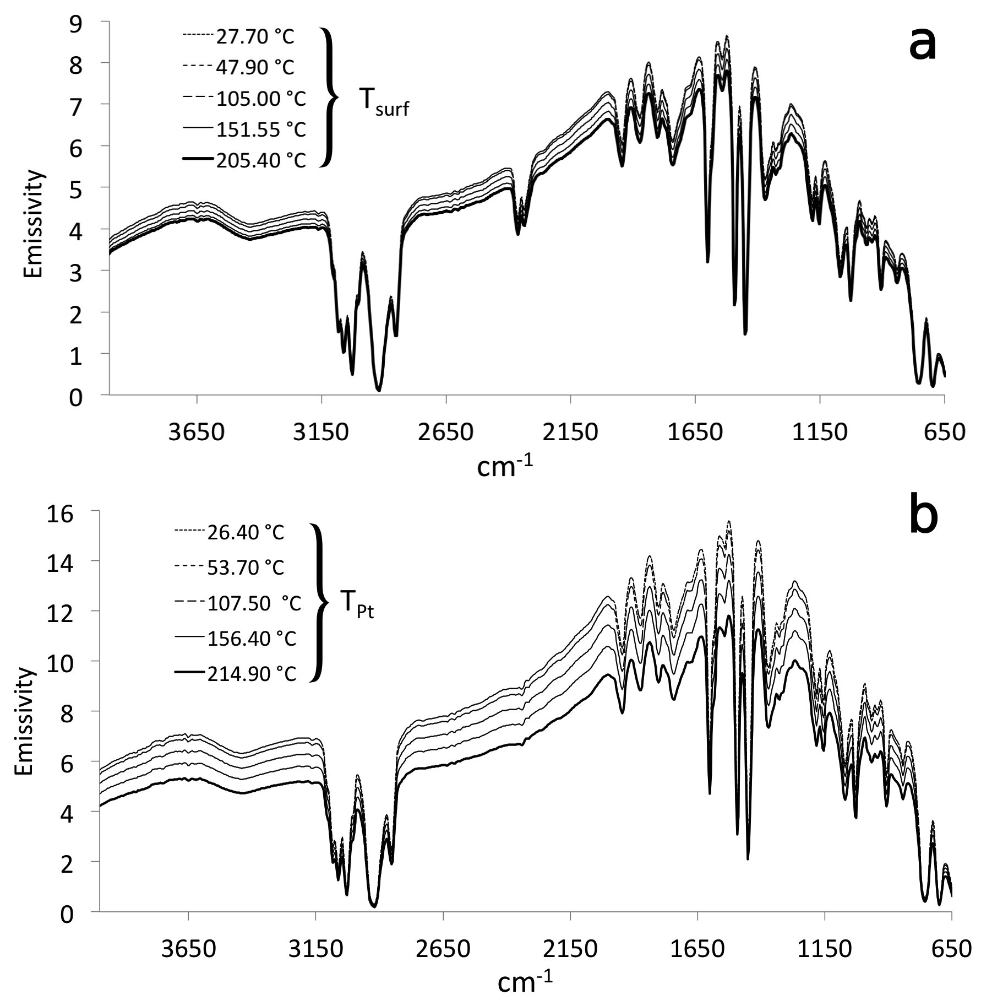 a
9
8
7
6
5
4
3
2
1
0
Emissivity
27.70 °C
47.90 °C
105.00 °C
151.55 °C
205.40 °C
Tsurf
3650 3150 2650 2150 1650 1150 650
cm-1
b
16
14
12
10
8
6
4
2
0
Emissivity
26.40 °C
53.70 °C
107.50 °C
156.40 °C
214.90 °C
TPt
3650 3150 2650 2150 1650 1150 650
cm-1